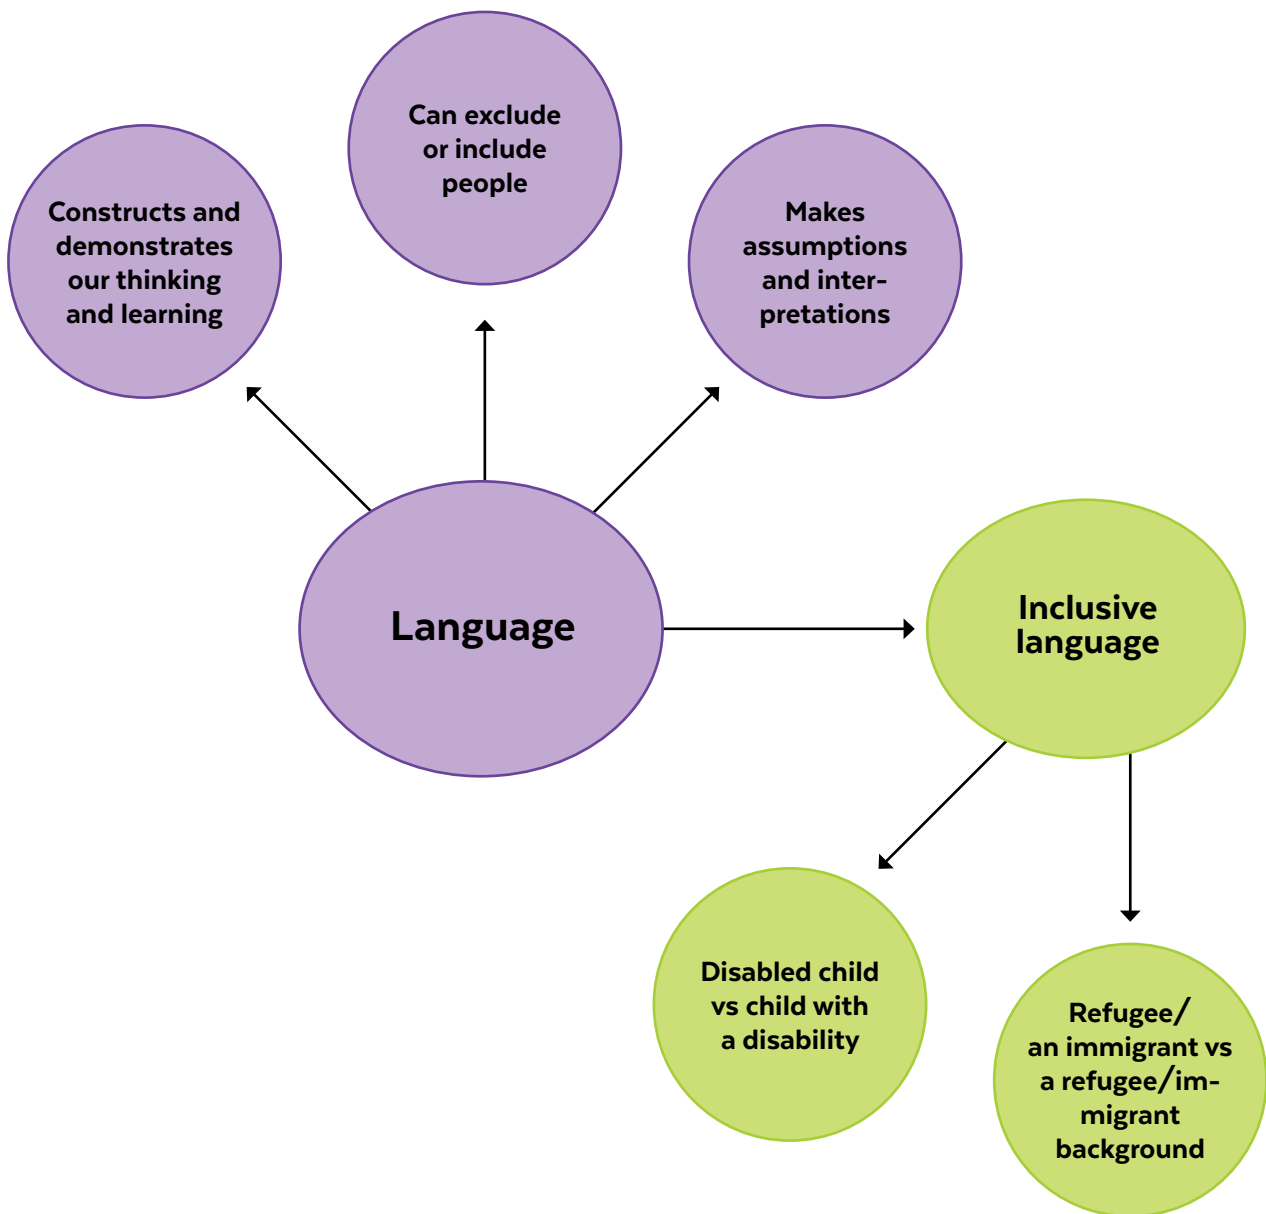 Can exclude
or include
people
Constructs and
demonstrates
our thinking
and learning
Makes
assumptions
and inter-
pretations
Language
Inclusive
language
Disabled child
vs child with
a disability
Refugee/
an immigrant vs
a refugee/im-
migrant
background